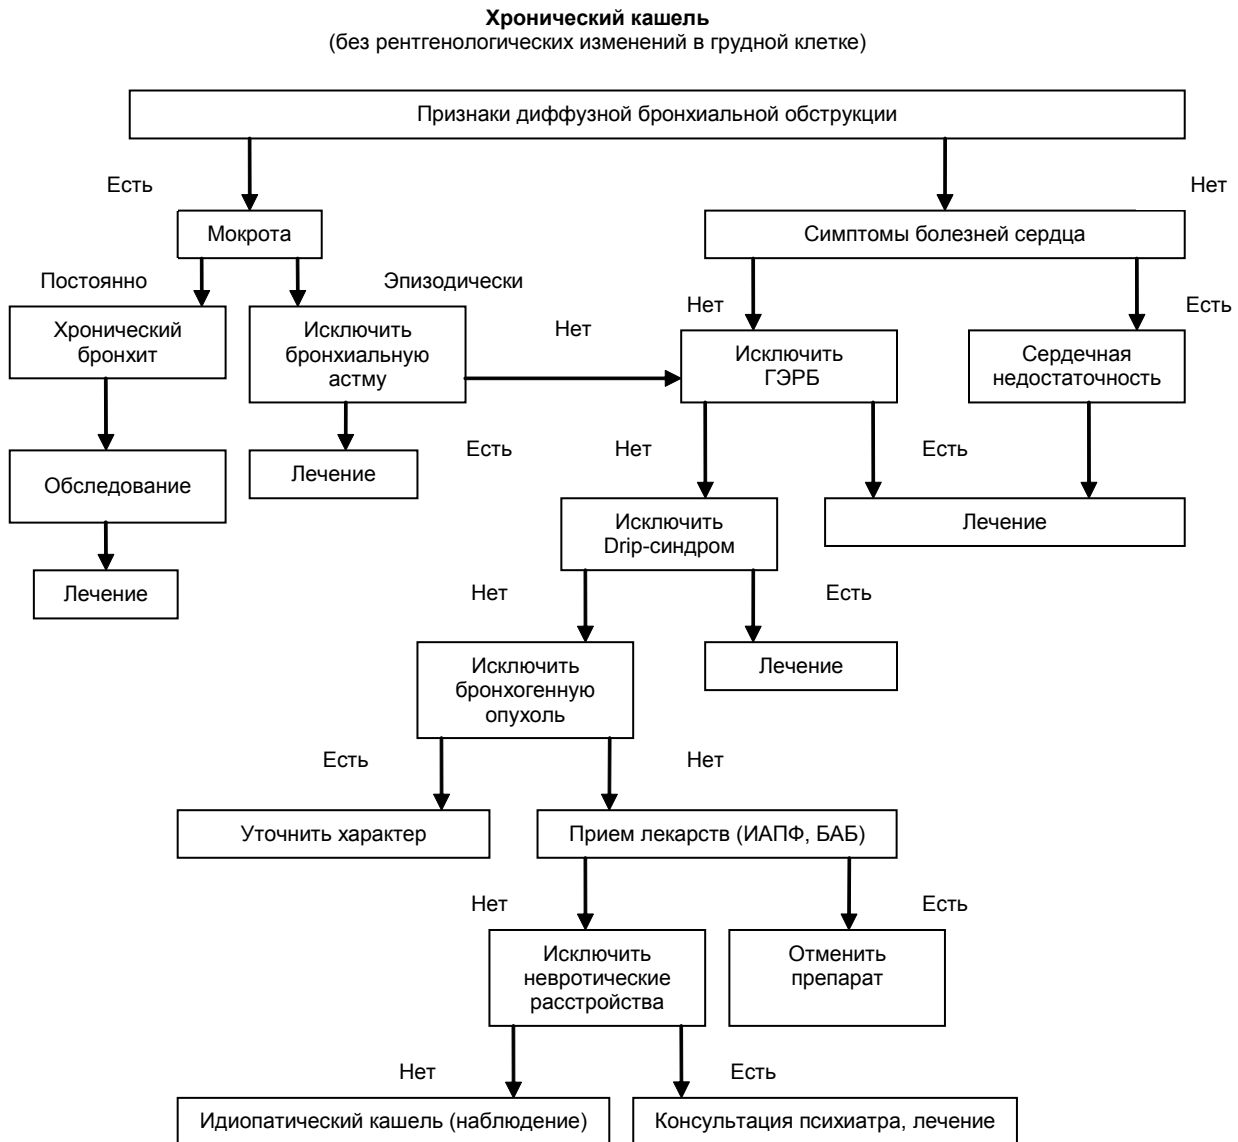 Хронический кашель
(без рентгенологических изменений в грудной клетке)
Признаки диффузной бронхиальной обструкции
Есть
Нет
Мокрота
Симптомы болезней сердца
Постоянно
Эпизодически
Нет
Есть
Хронический
бронхит
Исключить
бронхиальную
астму
Нет
Исключить
ГЭРБ
Сердечная
недостаточность
Обследование
Лечение
Есть
Нет
Есть
Исключить
Drip-синдром
Лечение
Лечение
Нет
Есть
Исключить
бронхогенную
опухоль
Лечение
Есть
Нет
Уточнить характер
Прием лекарств (ИАПФ, БАБ)
Нет
Есть
Исключить
невротические
расстройства
Отменить
препарат
Нет
Есть
Идиопатический кашель (наблюдение)
Консультация психиатра, лечение